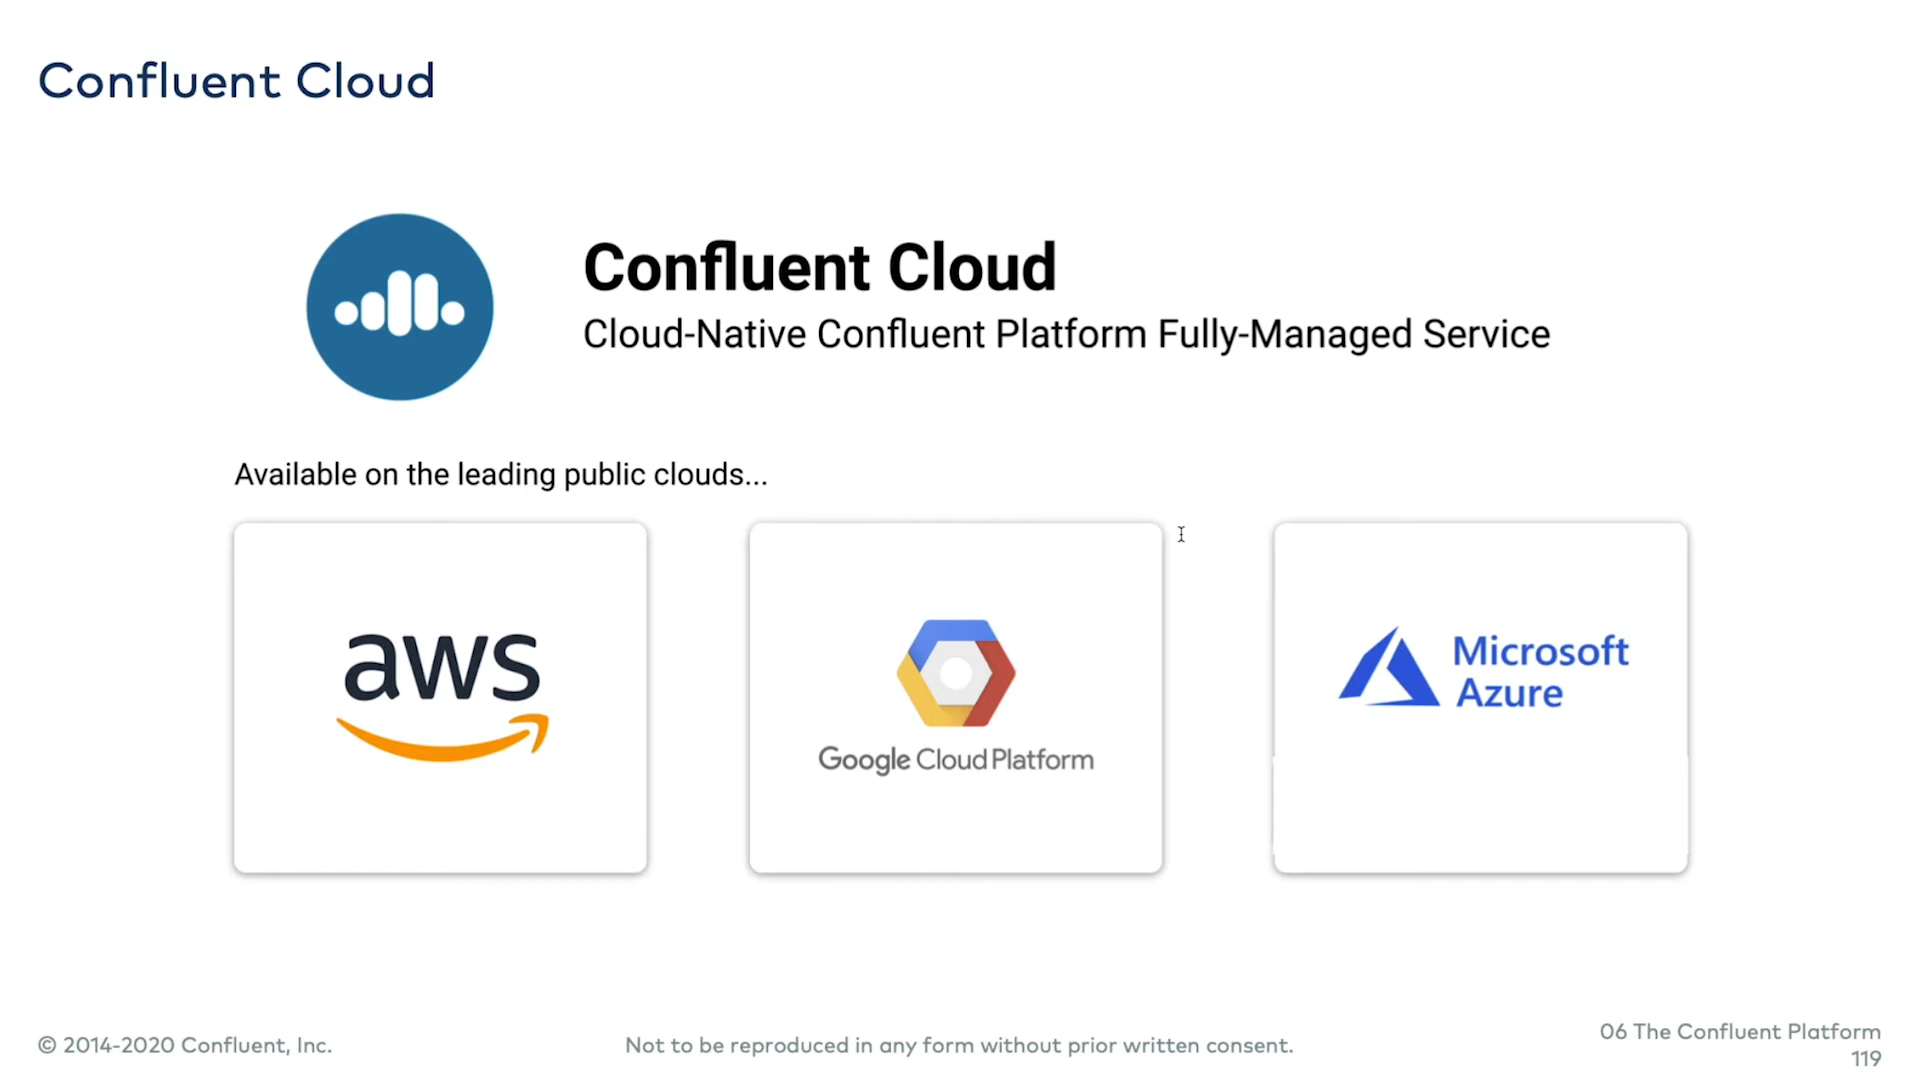 Confluent Cloud
Confluent Cloud
Cloud-Native Confluent Platform Fully-Managed Service
Available on the leading public clouds...
aws
Google Cloud Platform
Microsoft
Azure
© 2014-2020 Confluent, Inc.
Not to be reproduced in any form without prior written consent.
06 The Confluent Platform
119